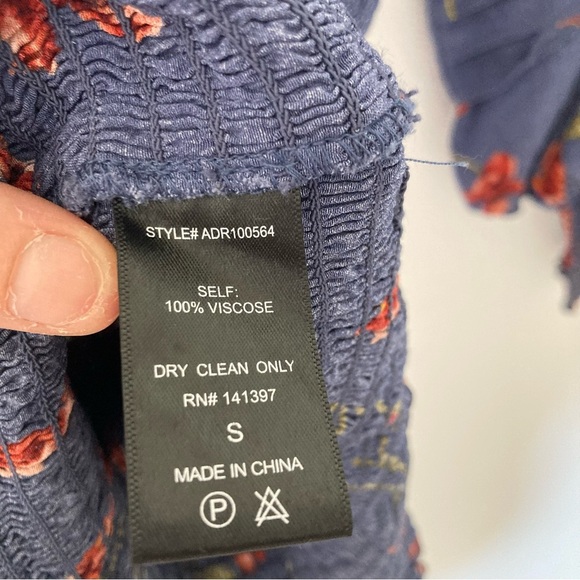 STYLE# ADR100564
SELF:
100% VISCOSE
DRY CLEAN ONLY
RN# 141397
S
MADE IN CHINA
P